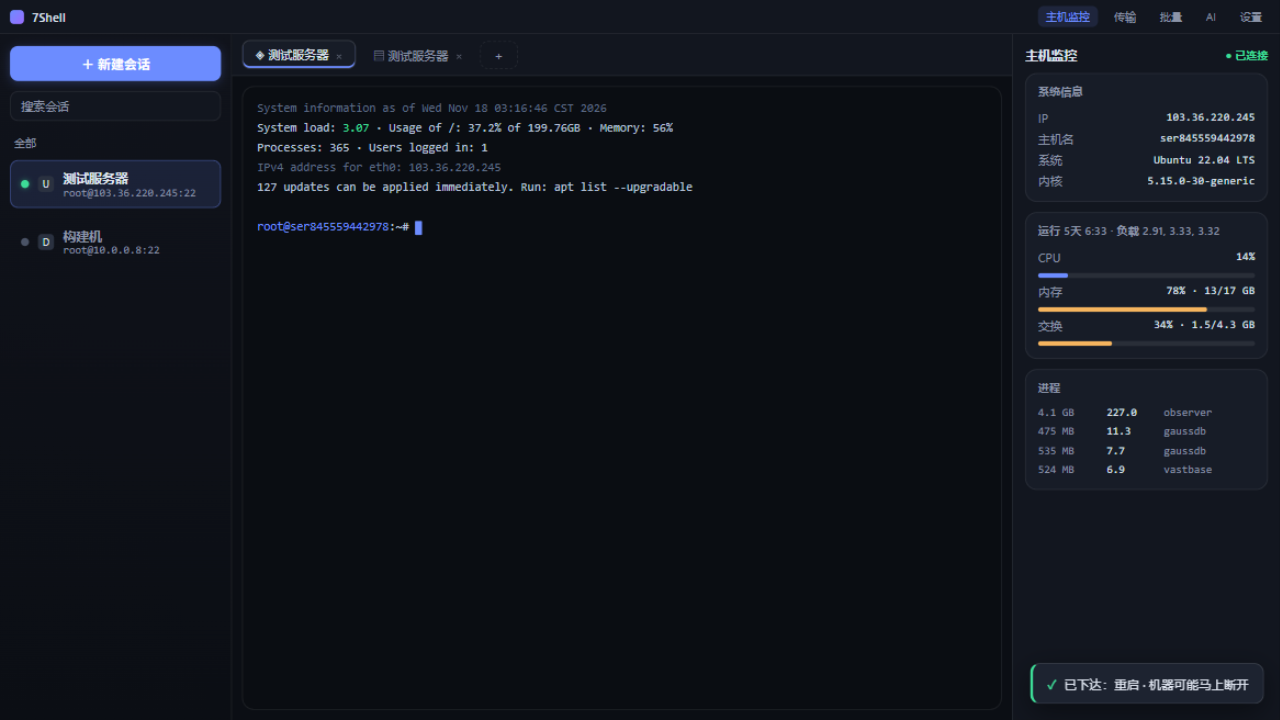 7Shell
主机监控 传输 批量 AI 设置
+ 新建会话
搜索会话
全部
U 测试服务器
root@103.36.220.245:22
D 构建机
root@10.0.0.8:22
◈ 测试服务器 × ▤ 测试服务器 × +
System information as of Wed Nov 18 03:16:46 CST 2026
System load: 3.07 · Usage of /: 37.2% of 199.76GB · Memory: 56%
Processes: 365 · Users logged in: 1
IPv4 address for eth0: 103.36.220.245
127 updates can be applied immediately. Run: apt list --upgradable
root@ser845559442978:~#
主机监控 ● 已连接
系统信息
IP 103.36.220.245
主机名 ser845559442978
系统 Ubuntu 22.04 LTS
内核 5.15.0-30-generic
运行 5天 6:33 · 负载 2.91, 3.33, 3.32
CPU 14%
内存 78% · 13/17 GB
交换 34% · 1.5/4.3 GB
进程
4.1 GB 227.0 observer
475 MB 11.3 gaussdb
535 MB 7.7 gaussdb
524 MB 6.9 vastbase
✓ 已下达: 重启 · 机器可能马上断开